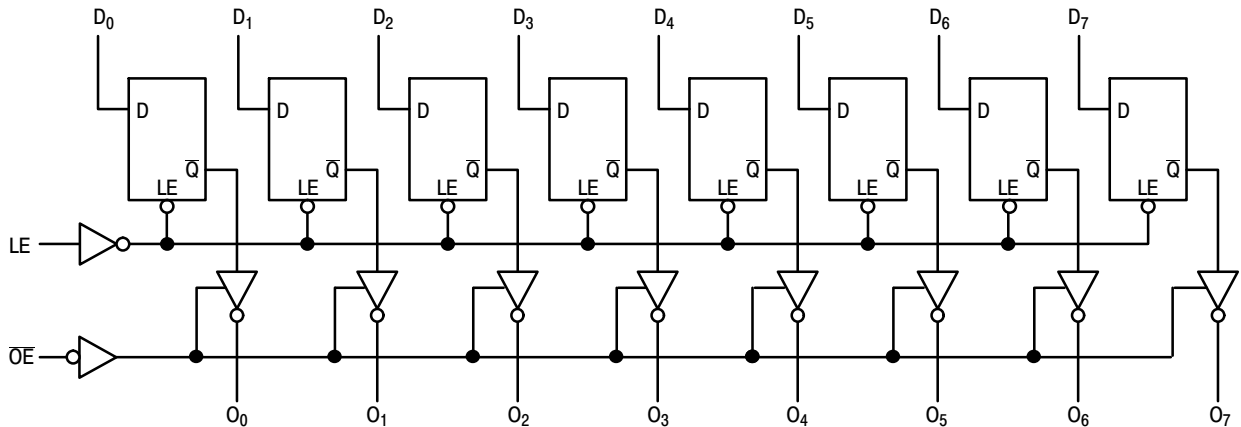 D₀ D₁ D₂ D₃ D₄ D₅ D₆ D₇
D D D D D D D D
Q̅ Q̅ Q̅ Q̅ Q̅ Q̅ Q̅ Q̅
LE LE LE LE LE LE LE LE
LE
O̅E̅
O₀ O₁ O₂ O₃ O₄ O₅ O₆ O₇